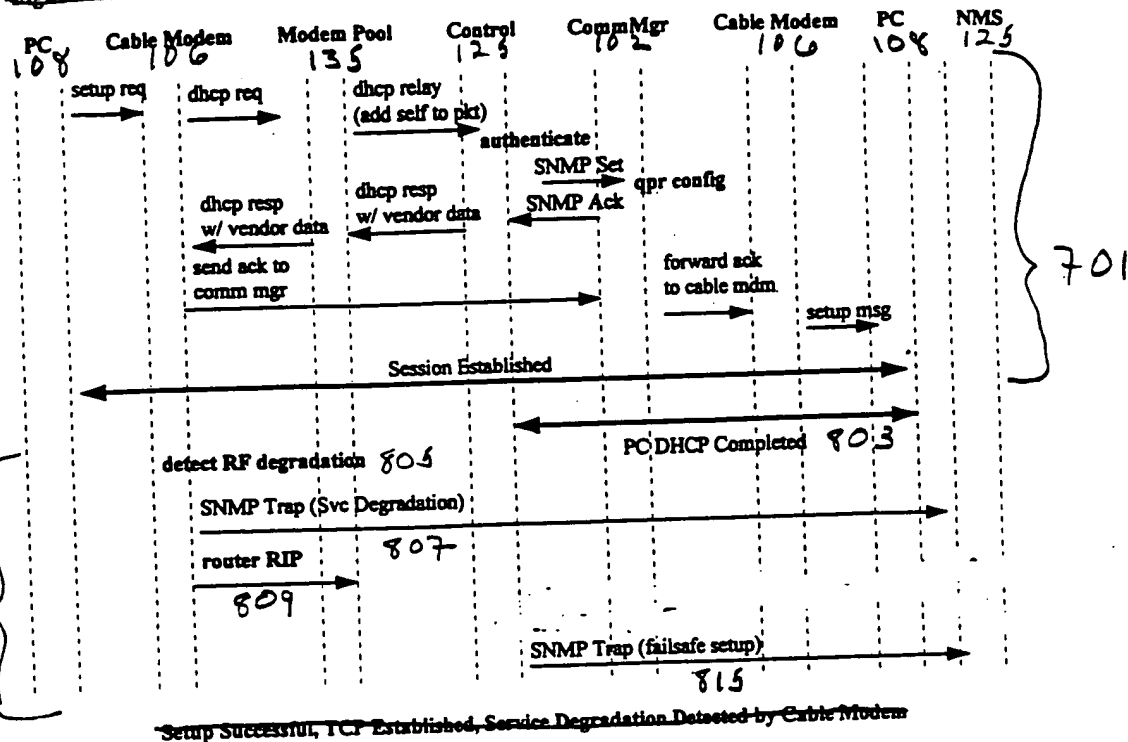 PC Cable Modem Modem Pool Control CommMgr Cable Modem PC NMS
108 106 135 125 102 106 108 125
setup req
dhcp req
dhcp relay
(add self to pkt)
authenticate
SNMP Set
qpr config
SNMP Ack
dhcp resp
w/ vendor data
dhcp resp
w/ vendor data
send ack to
comm mgr
forward ack
to cable mdm
setup msg
701
Session Established
PC DHCP Completed 803
detect RF degradation 805
SNMP Trap (Svc Degradation)
807
router RIP
809
SNMP Trap (failsafe setup)
815
Setup Successful, TCP Established, Service Degradation Detected by Cable Modem